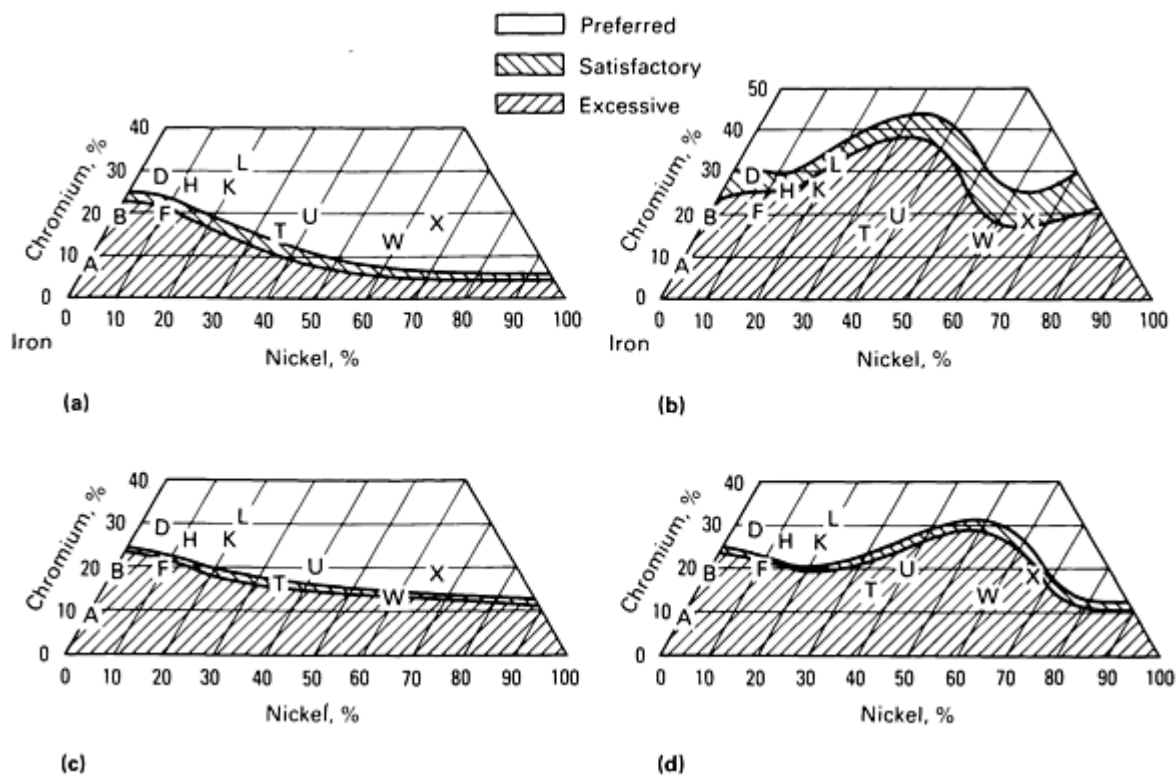 Preferred
Satisfactory
Excessive
40
30
20
10
0
Chromium, %
D
H
K
L
B
F
A
T
U
W
X
0 10 20 30 40 50 60 70 80 90 100
Iron
Nickel, %
(a)
50
40
30
20
10
0
Chromium, %
D
H
K
L
B
F
A
T
U
W
X
0 10 20 30 40 50 60 70 80 90 100
Iron
Nickel, %
(b)
40
30
20
10
0
Chromium, %
D
H
K
L
B
F
A
T
U
W
X
0 10 20 30 40 50 60 70 80 90 100
Nickel, %
(c)
40
30
20
10
0
Chromium, %
D
H
K
L
B
F
A
T
U
W
X
0 10 20 30 40 50 60 70 80 90 100
Nickel, %
(d)